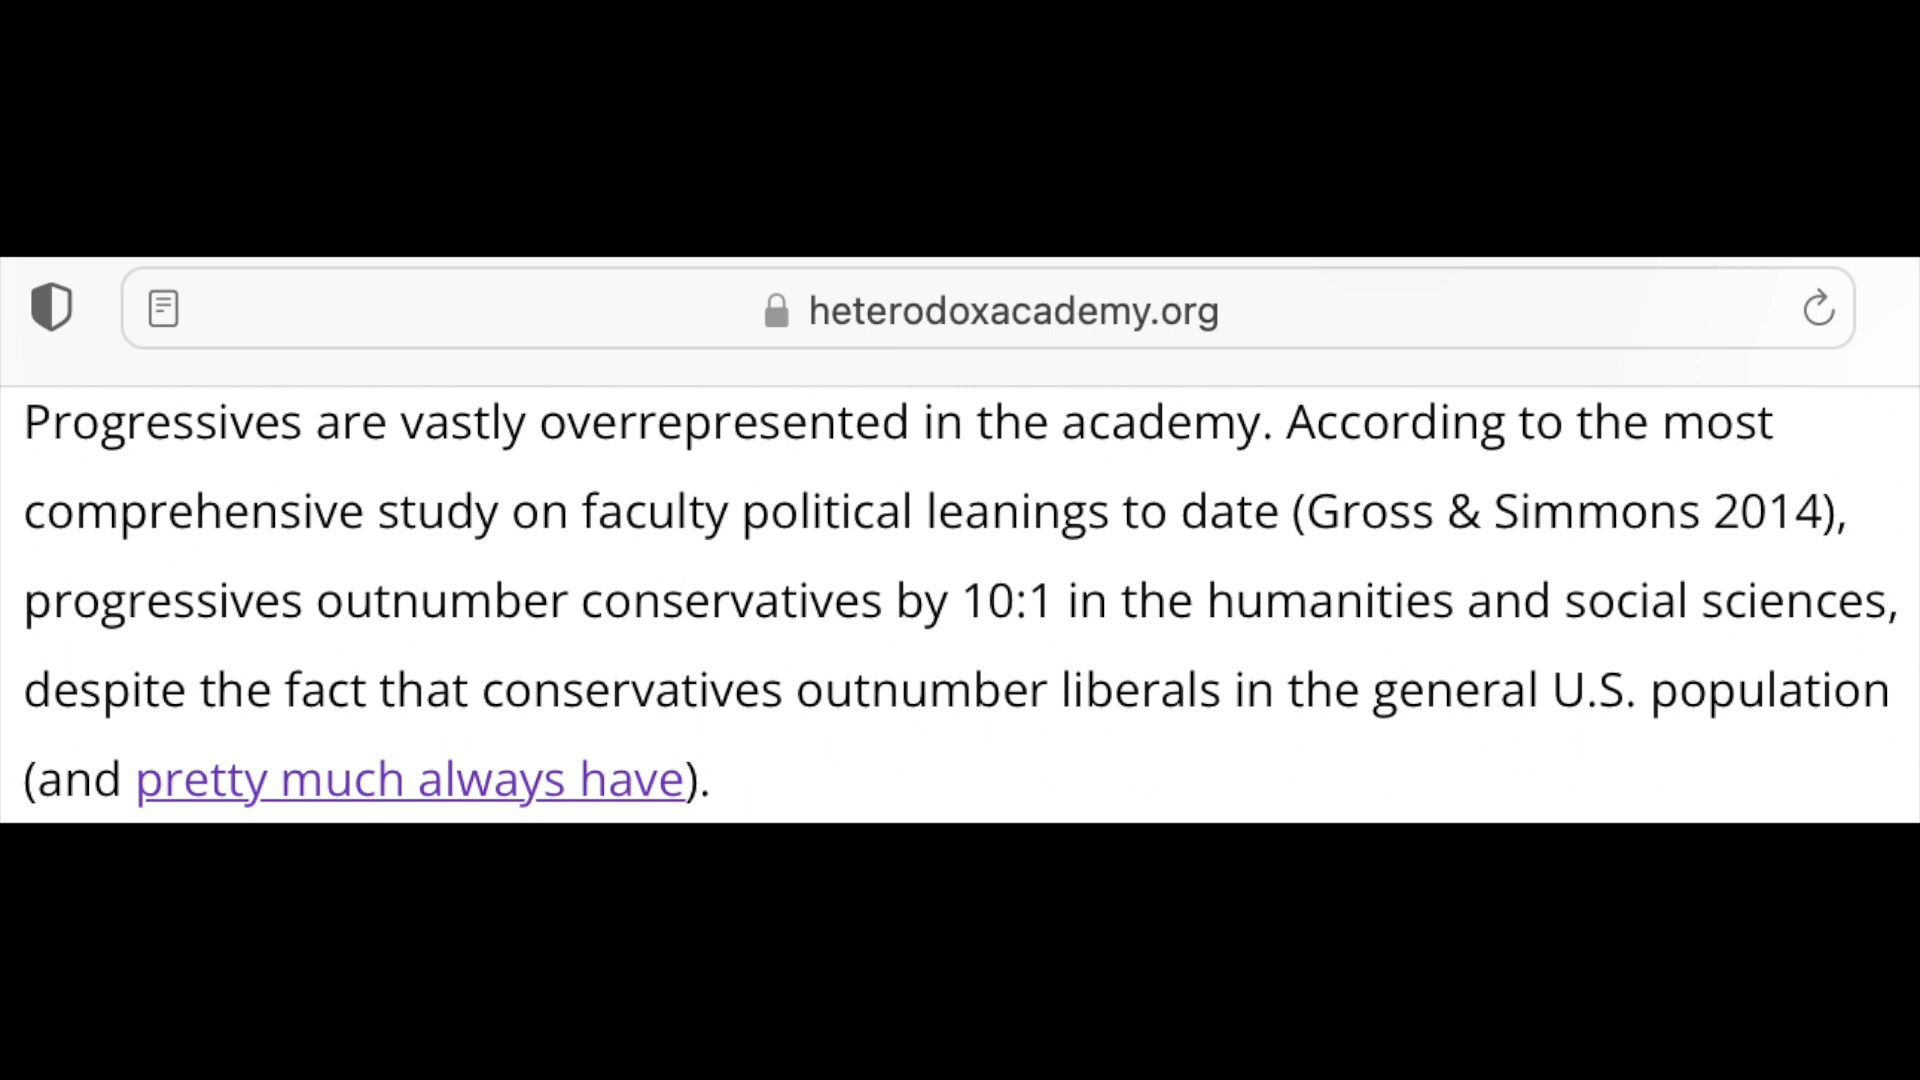 heterodoxacademy.org
Progressives are vastly overrepresented in the academy. According to the most
comprehensive study on faculty political leanings to date (Gross & Simmons 2014),
progressives outnumber conservatives by 10:1 in the humanities and social sciences,
despite the fact that conservatives outnumber liberals in the general U.S. population
(and pretty much always have).